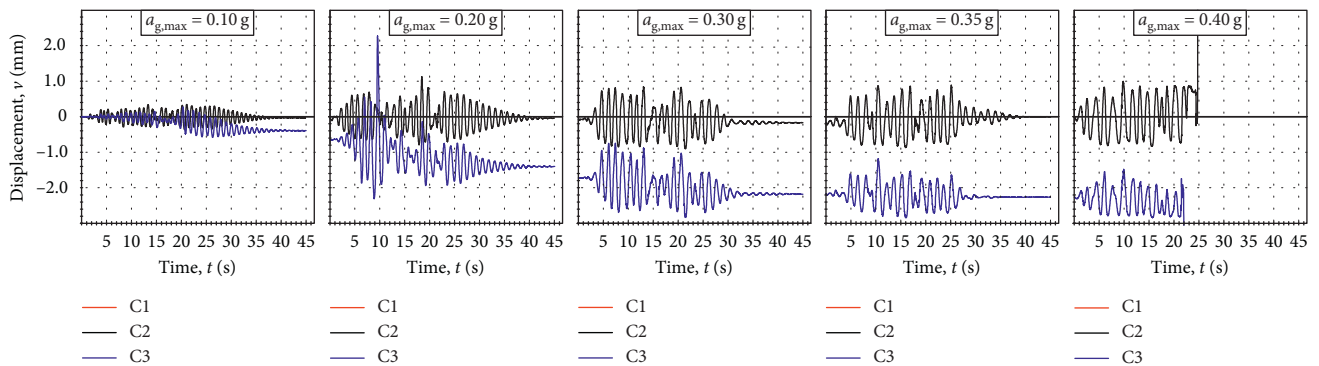 a_g,max = 0.10 g
a_g,max = 0.20 g
a_g,max = 0.30 g
a_g,max = 0.35 g
a_g,max = 0.40 g
Displacement, v (mm)
2.0
1.0
0
−1.0
−2.0
5 10 15 20 25 30 35 40 45
5 10 15 20 25 30 35 40 45
5 10 15 20 25 30 35 40 45
5 10 15 20 25 30 35 40 45
5 10 15 20 25 30 35 40 45
Time, t (s)
Time, t (s)
Time, t (s)
Time, t (s)
Time, t (s)
C1
C2
C3
C1
C2
C3
C1
C2
C3
C1
C2
C3
C1
C2
C3